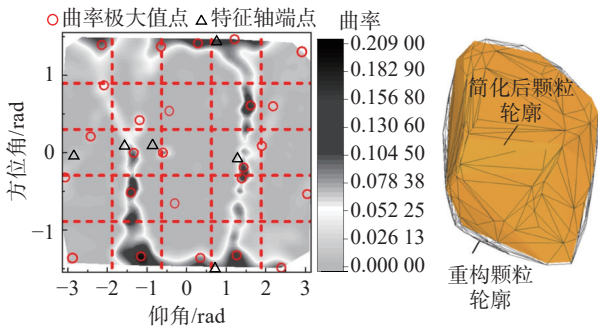 曲率极大值点 特征轴端点 曲率
0.209 00
0.182 90
0.156 80
0.130 60
0.104 50
0.078 38
0.052 25
0.026 13
0.000 00
1
0
−1
方位角/rad
−3 −2 −1 0 1 2 3
仰角/rad
简化后颗粒
轮廓
重构颗粒
轮廓